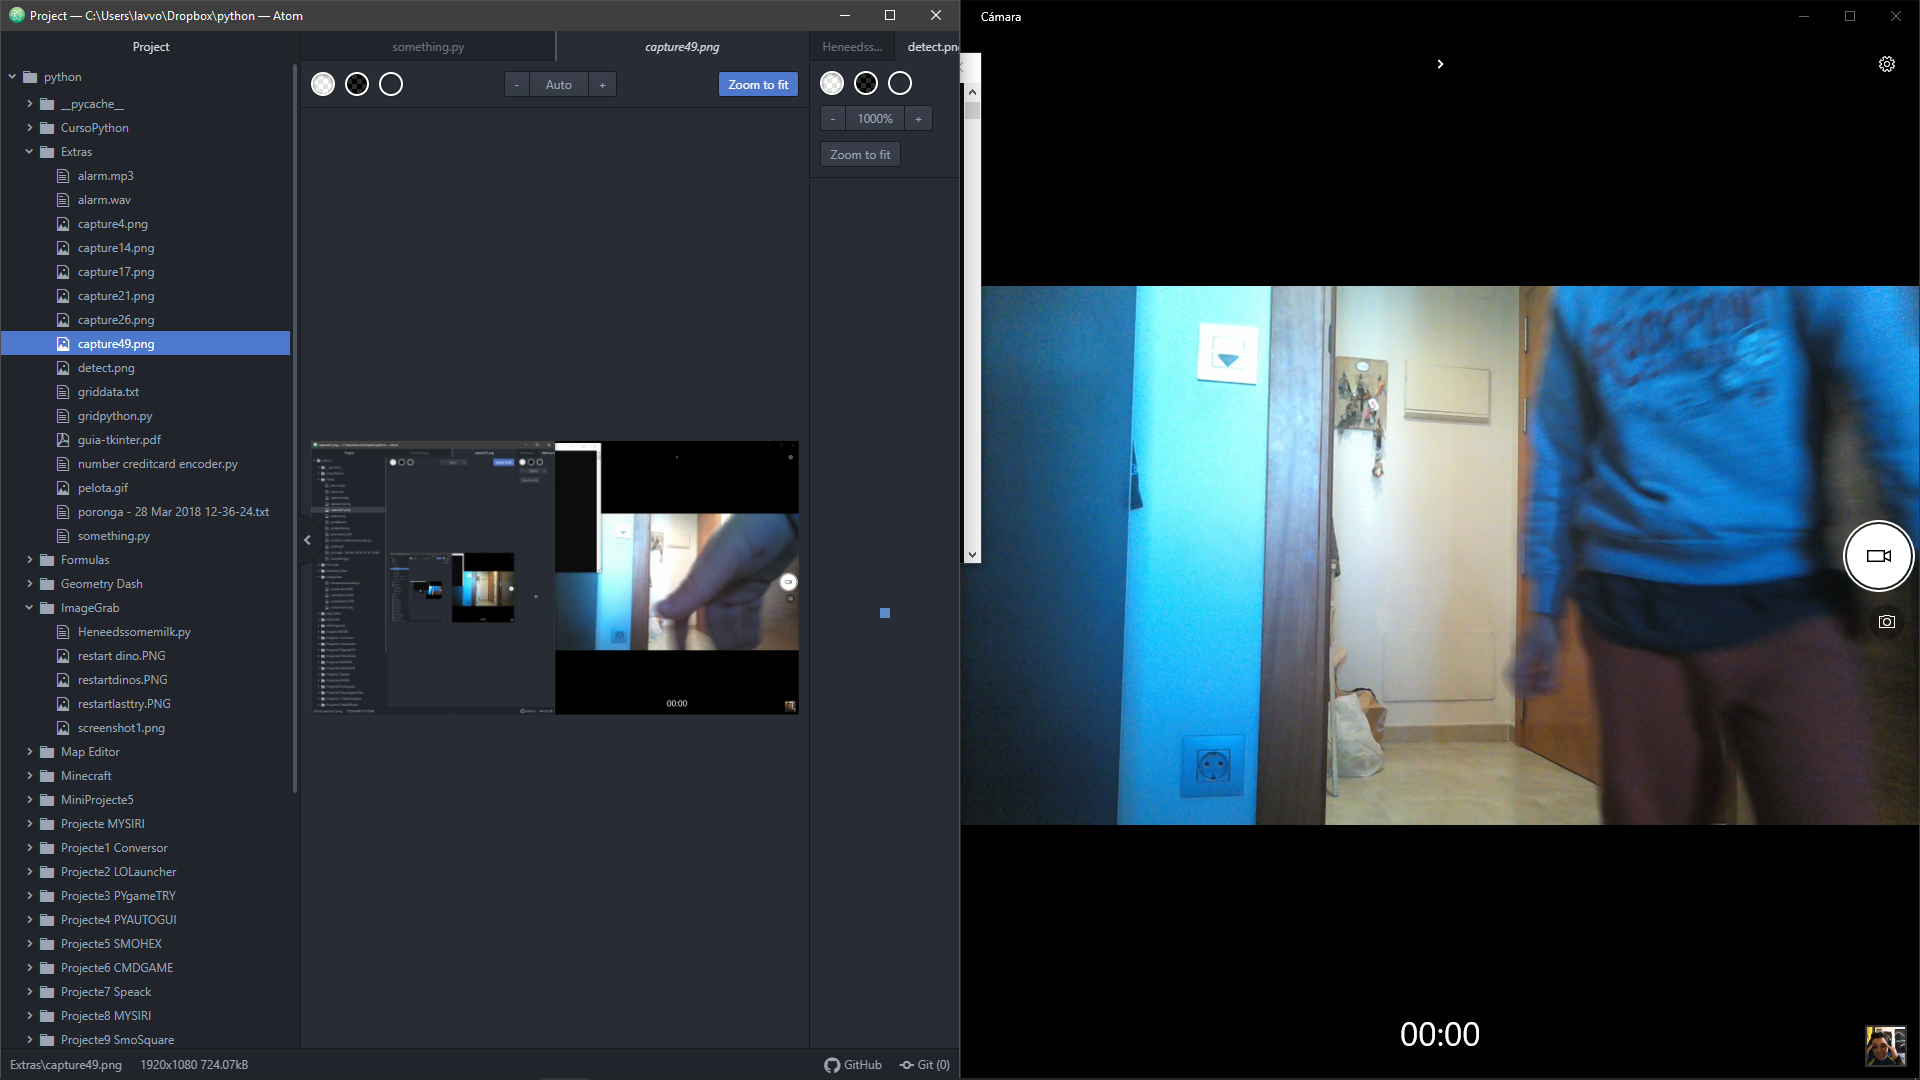 Project — C:\Users\lavvo\Dropbox\python — Atom
Project
python
__pycache__
CursoPython
Extras
alarm.mp3
alarm.wav
capture4.png
capture14.png
capture17.png
capture21.png
capture26.png
capture49.png
detect.png
griddata.txt
gridpython.py
guia-tkinter.pdf
number creditcard encoder.py
pelota.gif
poronga - 28 Mar 2018 12-36-24.txt
something.py
Formulas
Geometry Dash
ImageGrab
Heneedssomemilk.py
restart dino.PNG
restartdinos.PNG
restartlasttry.PNG
screenshot1.png
Map Editor
Minecraft
MiniProjecte5
Projecte MYSIRI
Projecte1 Conversor
Projecte2 LOLauncher
Projecte3 PYgameTRY
Projecte4 PYAUTOGUI
Projecte5 SMOHEX
Projecte6 CMDGAME
Projecte7 Speack
Projecte8 MYSIRI
Projecte9 SmoSquare
something.py
capture49.png
- Auto +
Zoom to fit
00:00
Heneedss...
detect.pn
- 1000% +
Zoom to fit
Extras\capture49.png 1920x1080 724.07kB
GitHub Git (0)
Cámara
00:00